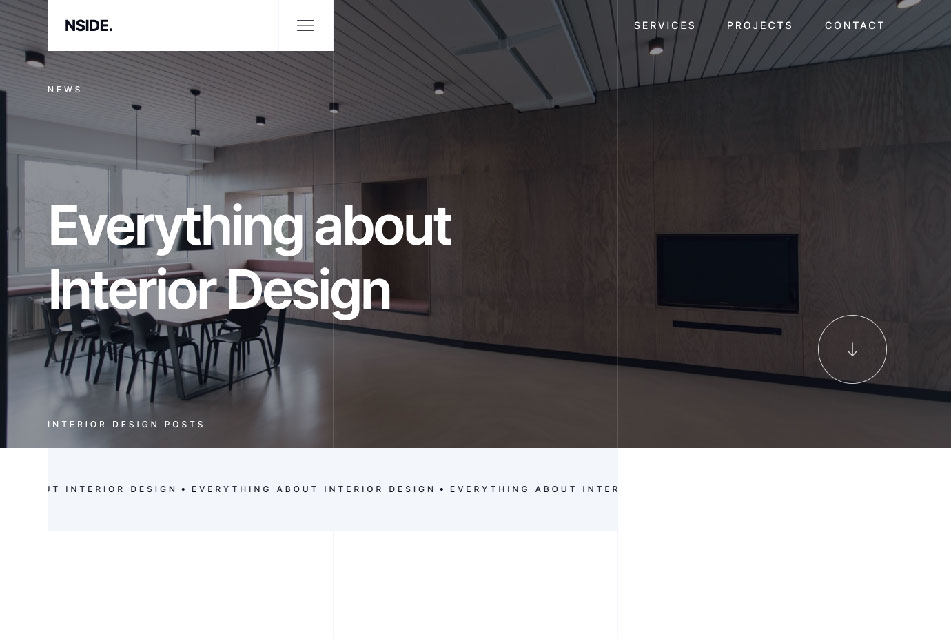 NSIDE.
SERVICES PROJECTS CONTACT
NEWS
Everything about
Interior Design
INTERIOR DESIGN POSTS
INTERIOR DESIGN • EVERYTHING ABOUT INTERIOR DESIGN • EVERYTHING ABOUT